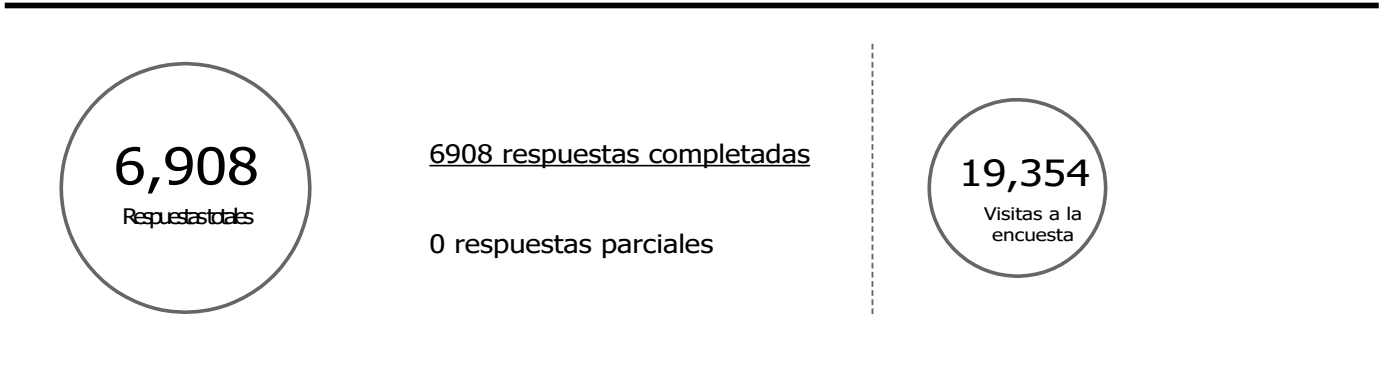 6,908
Respuestas totales
6908 respuestas completadas
0 respuestas parciales
19,354
Visitas a la
encuesta